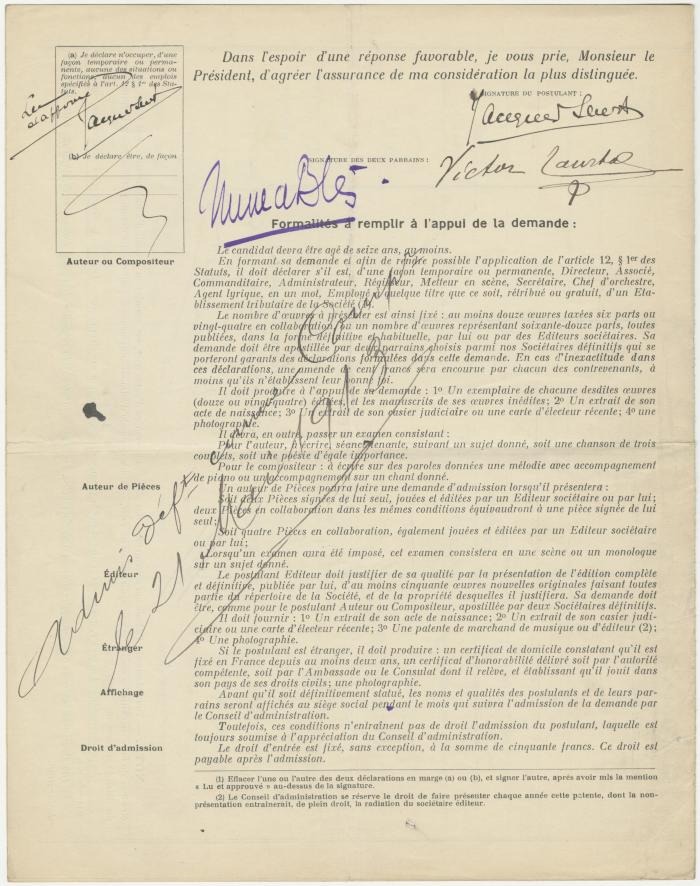 (a) Je déclare n'occuper, d'une
façon temporaire ou perma-
nente, aucune des situations ou
fonctions, aucun des emplois
spécifiés à l'art. 12 § 1er des Sta-
tuts.
Lu
et approuvé
(b) Je déclare être, de façon
Dans l'espoir d'une réponse favorable, je vous prie, Monsieur le
Président, d'agréer l'assurance de ma considération la plus distinguée.
SIGNATURE DU POSTULANT :
Jacques
SIGNATURE DES DEUX PARRAINS :
Victor
Numa Blès.
Formalités à remplir à l'appui de la demande :
Auteur ou Compositeur
Le candidat devra être âgé de seize ans, au moins.
En formant sa demande et afin de rendre possible l'application de l'article 12, § 1er des
Statuts, il doit déclarer s'il est, d'une façon temporaire ou permanente, Directeur, Associé,
Commanditaire, Administrateur, Régisseur, Metteur en scène, Secrétaire, Chef d'orchestre,
Agent lyrique, en un mot, Employé à quelque titre que ce soit, rétribué ou gratuit, d'un Eta-
blissement tributaire de la Société (1).
Le nombre d'œuvres à présenter est ainsi fixé : au moins douze œuvres taxées six parts ou
vingt-quatre en collaboration ou un nombre d'œuvres représentant soixante-douze parts, toutes
publiées, dans la forme définitive et habituelle, par lui ou par des Editeurs sociétaires. Sa
demande doit être apostillée par deux parrains choisis parmi nos Sociétaires définitifs qui se
porteront garants des déclarations formulées dans cette demande. En cas d'inexactitude dans
ces déclarations, une amende de cent francs sera encourue par chacun des contrevenants, à
moins qu'ils n'établissent leur bonne foi.
Il doit produire à l'appui de sa demande : 1o Un exemplaire de chacune desdites œuvres
(douze ou vingt-quatre) éditées, et les manuscrits de ses œuvres inédites; 2o Un extrait de son
acte de naissance; 3o Un extrait de son casier judiciaire ou une carte d'électeur récente; 4o une
photographie.
Il devra, en outre, passer un examen consistant :
Pour l'auteur, à écrire, séance tenante, suivant un sujet donné, soit une chanson de trois
couplets, soit une poésie d'égale importance.
Pour le compositeur : à écrire sur des paroles données une mélodie avec accompagnement
de piano ou un accompagnement sur un chant donné.
Auteur de Pièces
Un auteur de Pièces pourra faire une demande d'admission lorsqu'il présentera :
Soit deux Pièces signées de lui seul, jouées et éditées par un Editeur sociétaire ou par lui;
deux Pièces en collaboration dans les mêmes conditions équivaudront à une pièce signée de lui
seul;
Soit quatre Pièces en collaboration, également jouées et éditées par un Editeur sociétaire
ou par lui;
Lorsqu'un examen aura été imposé, cet examen consistera en une scène ou un monologue
sur un sujet donné.
Éditeur
Le postulant Editeur doit justifier de sa qualité par la présentation de l'édition complète
et définitive, publiée par lui, d'au moins cinquante œuvres nouvelles originales faisant toutes
partie du répertoire de la Société, et de la propriété desquelles il justifiera. Sa demande doit
être, comme pour le postulant Auteur ou Compositeur, apostillée par deux Sociétaires définitifs.
Il doit fournir : 1o Un extrait de son acte de naissance; 2o Un extrait de son casier judi-
ciaire ou une carte d'électeur récente; 3o Une patente de marchand de musique ou d'éditeur (2);
4o Une photographie.
Étranger
Si le postulant est étranger, il doit produire : un certificat de domicile constatant qu'il est
fixé en France depuis au moins deux ans, un certificat d'honorabilité délivré soit par l'autorité
compétente, soit par l'Ambassade ou le Consulat dont il relève, et établissant qu'il jouit dans
son pays de ses droits civils; une photographie.
Affichage
Avant qu'il soit définitivement statué, les noms et qualités des postulants et de leurs par-
rains seront affichés au siège social pendant le mois qui suivra l'admission de la demande par
le Conseil d'administration.
Toutefois, ces conditions n'entraînent pas de droit l'admission du postulant, laquelle est
toujours soumise à l'appréciation du Conseil d'administration.
Droit d'admission
Le droit d'entrée est fixé, sans exception, à la somme de cinquante francs. Ce droit est
payable après l'admission.
Admis déft
le 21 Mai 1913
(1) Effacer l'une ou l'autre des deux déclarations en marge (a) ou (b), et signer l'autre, après avoir mis la mention
« Lu et approuvé » au-dessus de la signature.
(2) Le Conseil d'administration se réserve le droit de faire présenter chaque année cette patente, dont la non-
présentation entraînerait, de plein droit, la radiation du sociétaire éditeur.